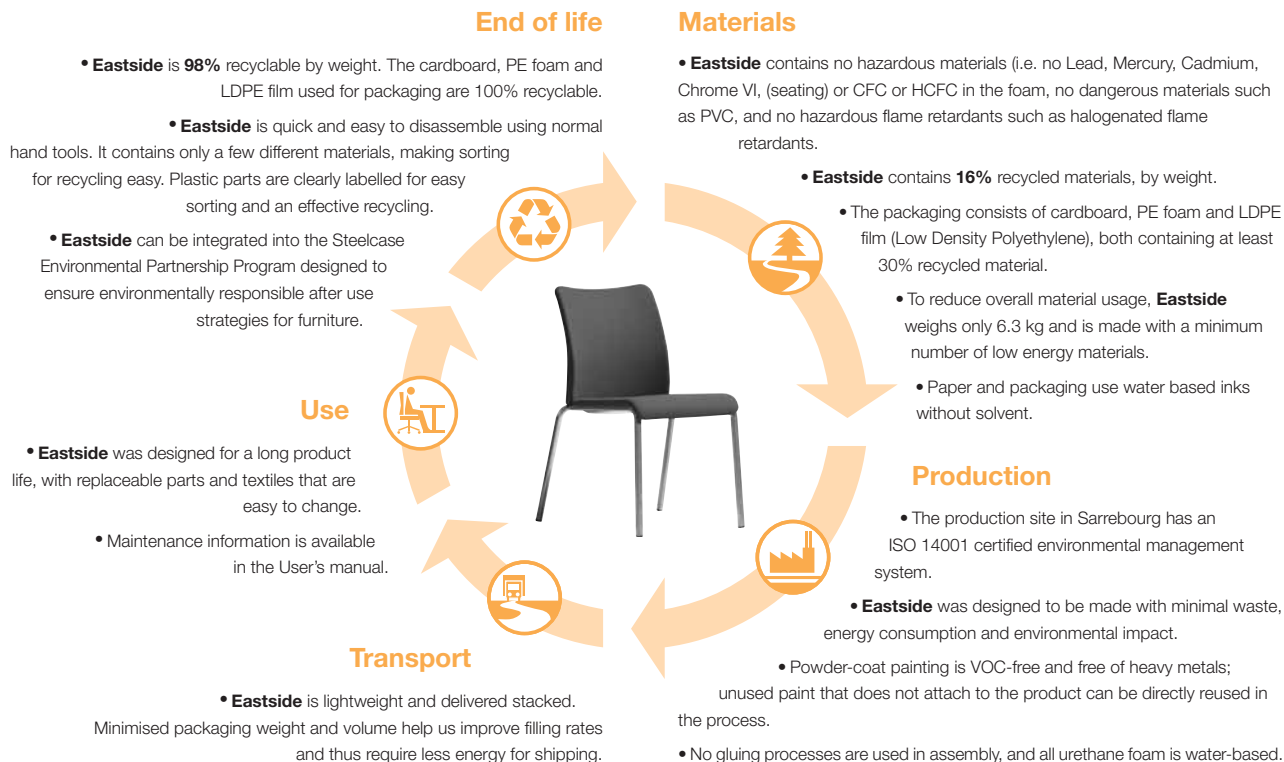 End of life
• Eastside is 98% recyclable by weight. The cardboard, PE foam and
LDPE film used for packaging are 100% recyclable.
• Eastside is quick and easy to disassemble using normal
hand tools. It contains only a few different materials, making sorting
for recycling easy. Plastic parts are clearly labelled for easy
sorting and an effective recycling.
• Eastside can be integrated into the Steelcase
Environmental Partnership Program designed to
ensure environmentally responsible after use
strategies for furniture.
Materials
• Eastside contains no hazardous materials (i.e. no Lead, Mercury, Cadmium,
Chrome VI, (seating) or CFC or HCFC in the foam, no dangerous materials such
as PVC, and no hazardous flame retardants such as halogenated flame
retardants.
• Eastside contains 16% recycled materials, by weight.
• The packaging consists of cardboard, PE foam and LDPE
film (Low Density Polyethylene), both containing at least
30% recycled material.
• To reduce overall material usage, Eastside
weighs only 6.3 kg and is made with a minimum
number of low energy materials.
• Paper and packaging use water based inks
without solvent.
Production
• The production site in Sarrebourg has an
ISO 14001 certified environmental management
system.
• Eastside was designed to be made with minimal waste,
energy consumption and environmental impact.
• Powder-coat painting is VOC-free and free of heavy metals;
unused paint that does not attach to the product can be directly reused in
the process.
• No gluing processes are used in assembly, and all urethane foam is water-based.
Transport
• Eastside is lightweight and delivered stacked.
Minimised packaging weight and volume help us improve filling rates
and thus require less energy for shipping.
Use
• Eastside was designed for a long product
life, with replaceable parts and textiles that are
easy to change.
• Maintenance information is available
in the User's manual.